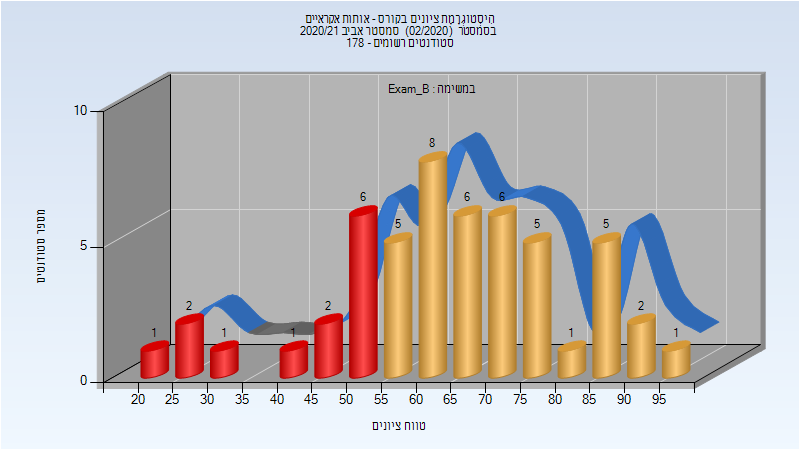 היסטוגרמת ציונים בקורס - אותות אקראיים
בסמסטר (02/2020) סמסטר אביב 2020/21
סטודנטים רשומים - 178
במשימה : Exam_B
10
5
0
מספר סטודנטים
1
2
1
1
2
6
5
8
6
6
5
1
5
2
1
20 25 30 35 40 45 50 55 60 65 70 75 80 85 90 95
טווח ציונים